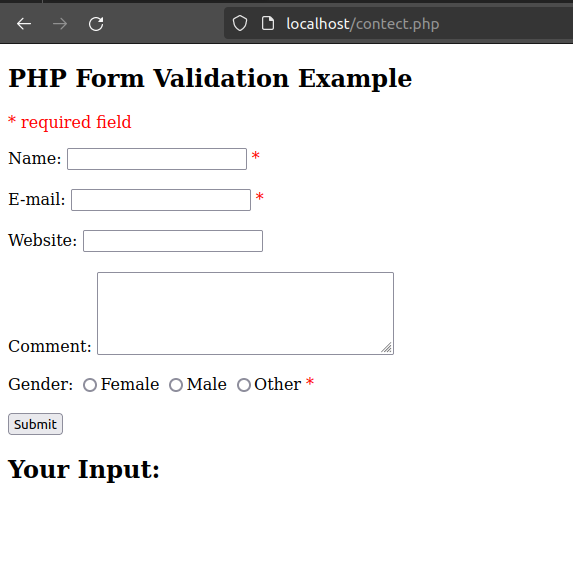 localhost/contect.php
PHP Form Validation Example
* required field
Name: *
E-mail: *
Website:
Comment:
Gender: Female Male Other *
Submit
Your Input: